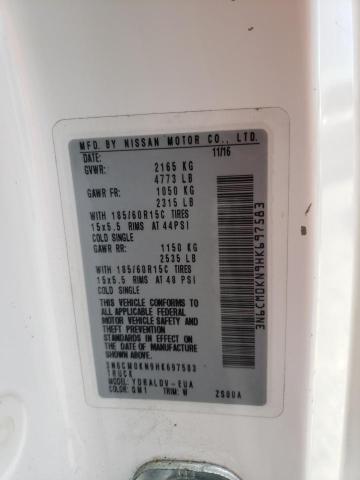 MFD. BY NISSAN MOTOR CO., LTD.
DATE: 11/16
GVWR: 2165 KG
4773 LB
GAWR FR: 1050 KG
2315 LB
WITH 185/60R15C TIRES
15x5.5 RIMS AT 44PSI
COLD SINGLE
GAWR RR: 1150 KG
2535 LB
WITH 185/60R15C TIRES
15x5.5 RIMS AT 48 PSI
COLD SINGLE
THIS VEHICLE CONFORMS TO
ALL APPLICABLE FEDERAL
MOTOR VEHICLE SAFETY AND
BUMPER THEFT PREVENTION
STANDARDS IN EFFECT ON
THE DATE OF MANUFACTURE
SHOWN ABOVE.
3N6CM0KN9HK697583
TRUCK
MODEL: YDRALDV-EUA
COLOR: QM1 TRIM: W ZS00A
3N6CM0KN9HK697583